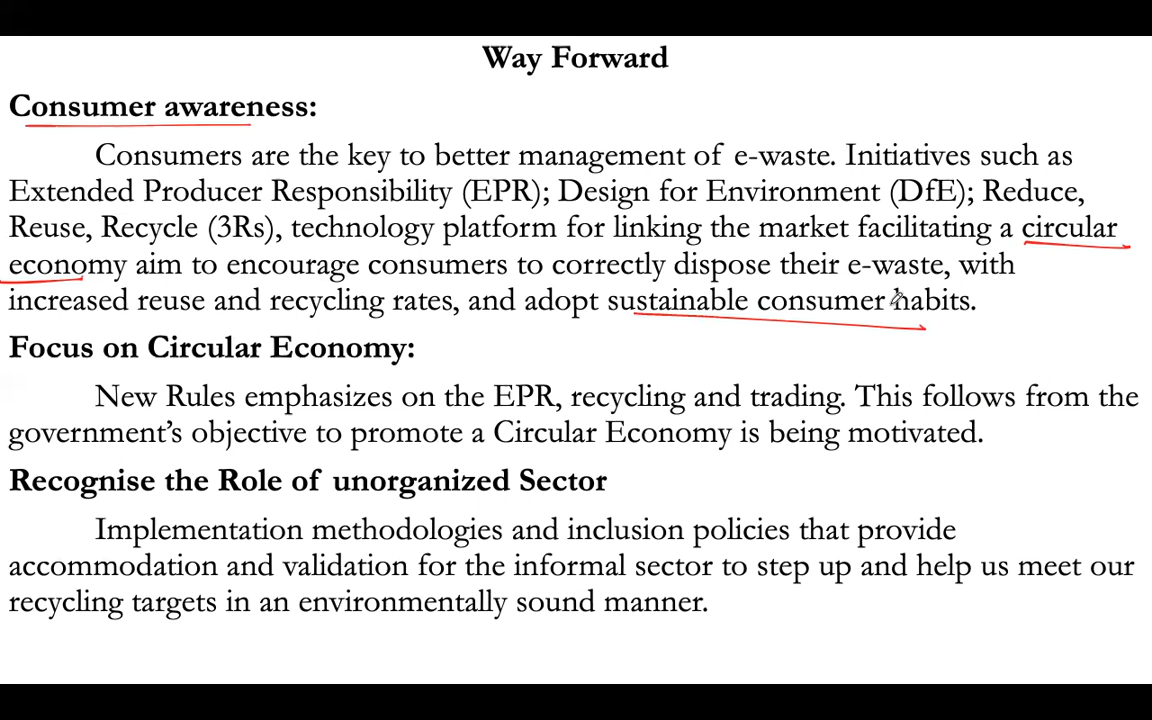 Way Forward
Consumer awareness:
Consumers are the key to better management of e-waste. Initiatives such as
Extended Producer Responsibility (EPR); Design for Environment (DfE); Reduce,
Reuse, Recycle (3Rs), technology platform for linking the market facilitating a circular
economy aim to encourage consumers to correctly dispose their e-waste, with
increased reuse and recycling rates, and adopt sustainable consumer habits.
Focus on Circular Economy:
New Rules emphasizes on the EPR, recycling and trading. This follows from the
government’s objective to promote a Circular Economy is being motivated.
Recognise the Role of unorganized Sector
Implementation methodologies and inclusion policies that provide
accommodation and validation for the informal sector to step up and help us meet our
recycling targets in an environmentally sound manner.